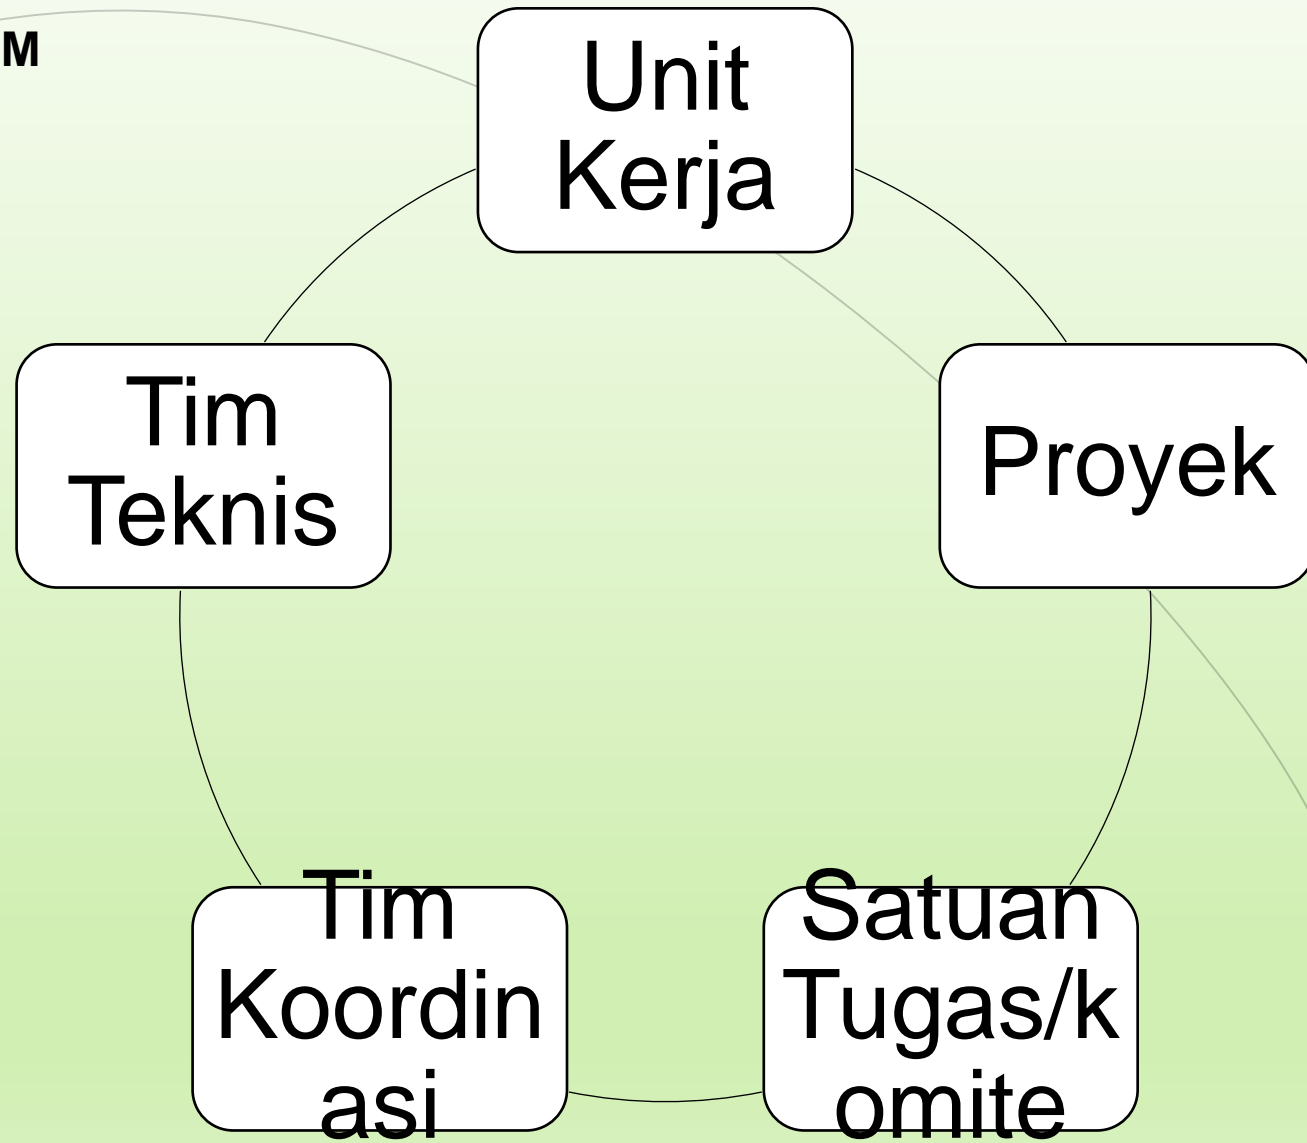 M
Unit
Kerja
Proyek
Satuan
Tugas/k
omite
Tim
Koordin
asi
Tim
Teknis